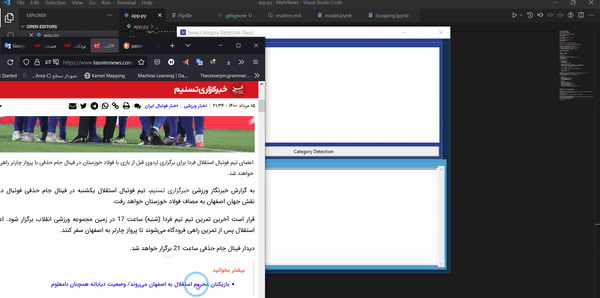 File Edit Selection View Go Run Terminal Help
app.py - MehrNews - Visual Studio Code
EXPLORER
OPEN EDITORS
app.py
Pipfile
.gitignore
readme.md
model.ipynb
Scraping.ipynb
app.py
News Category Detection (farsi)
Category Detection
Google
paste
https://www.tasnimnews.com
Kernel Mapping
Machine Learning | Da...
Thecleverprogrammer...
خبرگزاری تسنیم
۱۵ مرداد ۱۴۰۰ - ۲۱:۳۴
اخبار ورزشی
اخبار فوتبال ایران
اعضای تیم فوتبال استقلال فردا برای برگزاری اردوی قبل از بازی با فولاد خوزستان در فینال جام حذفی با پرواز چارتر راهی
خواهند شد.
به گزارش خبرنگار ورزشی خبرگزاری تسنیم، تیم فوتبال استقلال یکشنبه در فینال جام حذفی فوتبال
نقش جهان اصفهان به مصاف فولاد خوزستان خواهد رفت.
قرار است آخرین تمرین تیم تیم فردا (شنبه) ساعت 17 در زمین مجموعه ورزشی انقلاب برگزار شود.
استقلال پس از تمرین راهی فرودگاه می‌شوند تا پرواز چارتر به اصفهان سفر کنند.
دیدار فینال جام حذفی ساعت 21 برگزار خواهد شد.
بیشتر بخوانید
بازیکنان محروم استقلال به اصفهان می‌روند/ وضعیت دیاباته همچنان نامعلوم